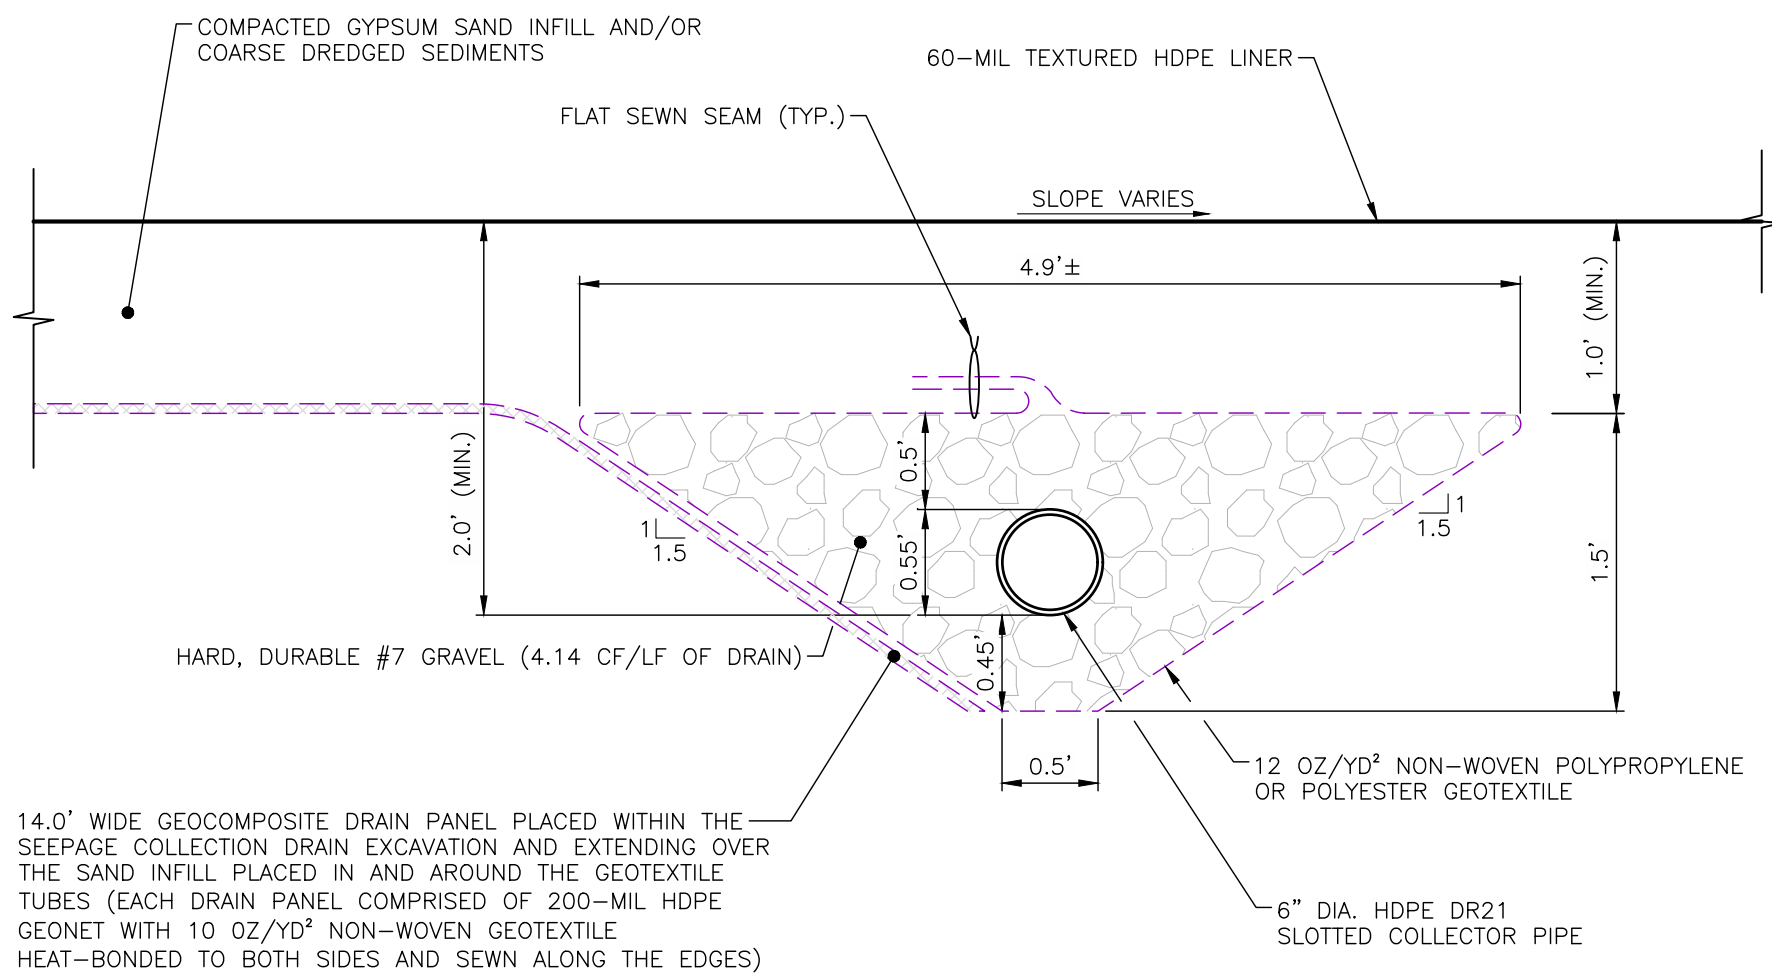 COMPACTED GYPSUM SAND INFILL AND/OR
COARSE DREDGED SEDIMENTS
60-MIL TEXTURED HDPE LINER
FLAT SEWN SEAM (TYP.)
SLOPE VARIES
4.9'±
1.0' (MIN.)
2.0' (MIN.)
0.5'
0.55'
0.45'
1
1.5
1
1.5
1.5'
HARD, DURABLE #7 GRAVEL (4.14 CF/LF OF DRAIN)
0.5'
12 OZ/YD² NON-WOVEN POLYPROPYLENE
OR POLYESTER GEOTEXTILE
14.0' WIDE GEOCOMPOSITE DRAIN PANEL PLACED WITHIN THE
SEEPAGE COLLECTION DRAIN EXCAVATION AND EXTENDING OVER
THE SAND INFILL PLACED IN AND AROUND THE GEOTEXTILE
TUBES (EACH DRAIN PANEL COMPRISED OF 200-MIL HDPE
GEONET WITH 10 OZ/YD² NON-WOVEN GEOTEXTILE
HEAT-BONDED TO BOTH SIDES AND SEWN ALONG THE EDGES)
6" DIA. HDPE DR21
SLOTTED COLLECTOR PIPE